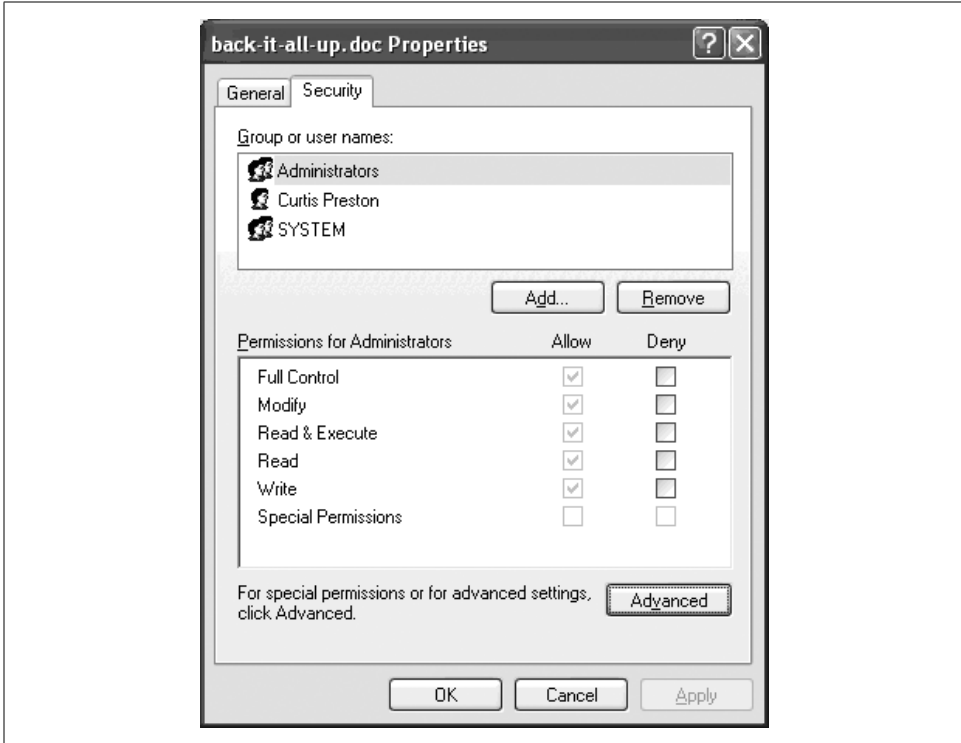 back-it-all-up.doc Properties
General Security
Group or user names:
Administrators
Curtis Preston
SYSTEM
Add... Remove
Permissions for Administrators Allow Deny
Full Control
Modify
Read & Execute
Read
Write
Special Permissions
For special permissions or for advanced settings,
click Advanced.
Advanced
OK Cancel Apply